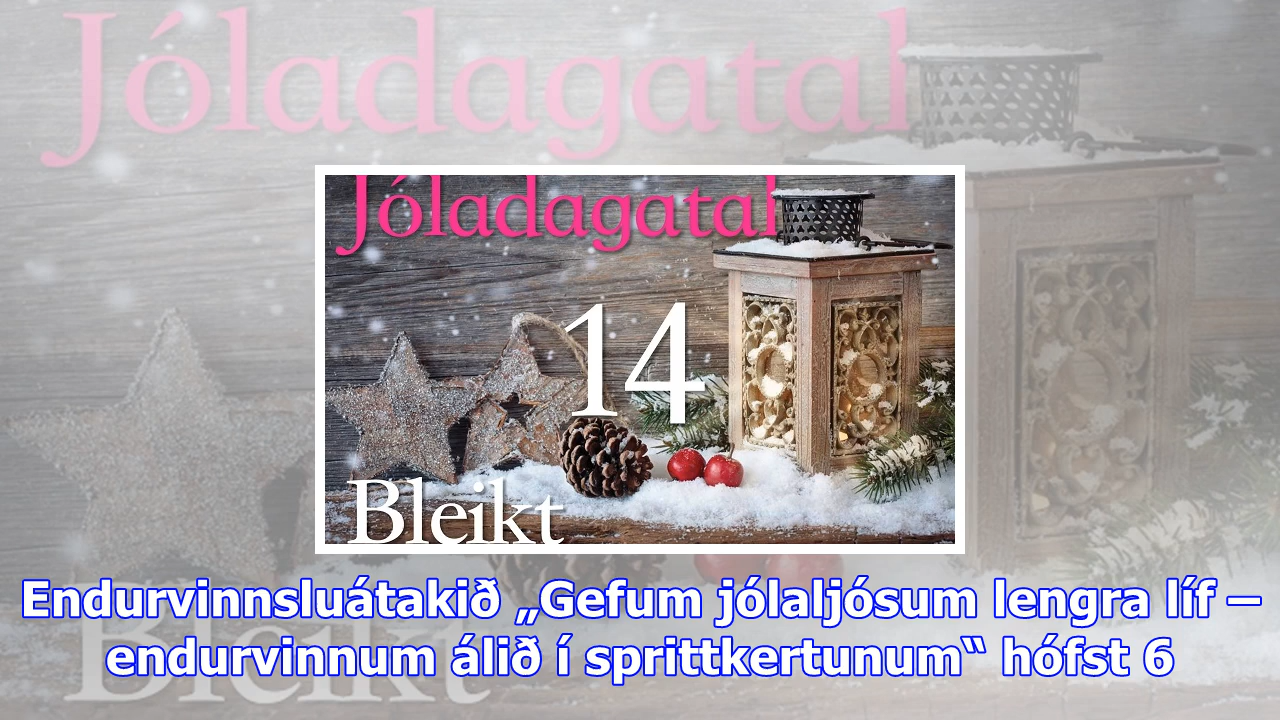 Jóladagatal
Jóladagatal
14
Bleikt
Bleikt
Endurvinnsluátakið „Gefum jólaljósum lengra líf –
endurvinnum álið í sprittkertunum“ hófst 6